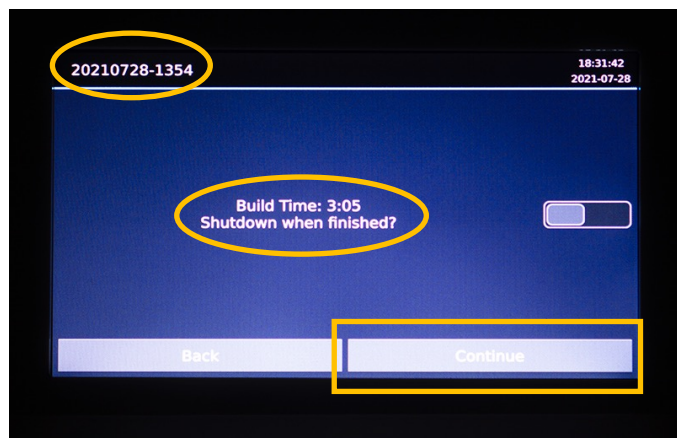 20210728-1354
18:31:42
2021-07-28
Build Time: 3:05
Shutdown when finished?
Back
Continue